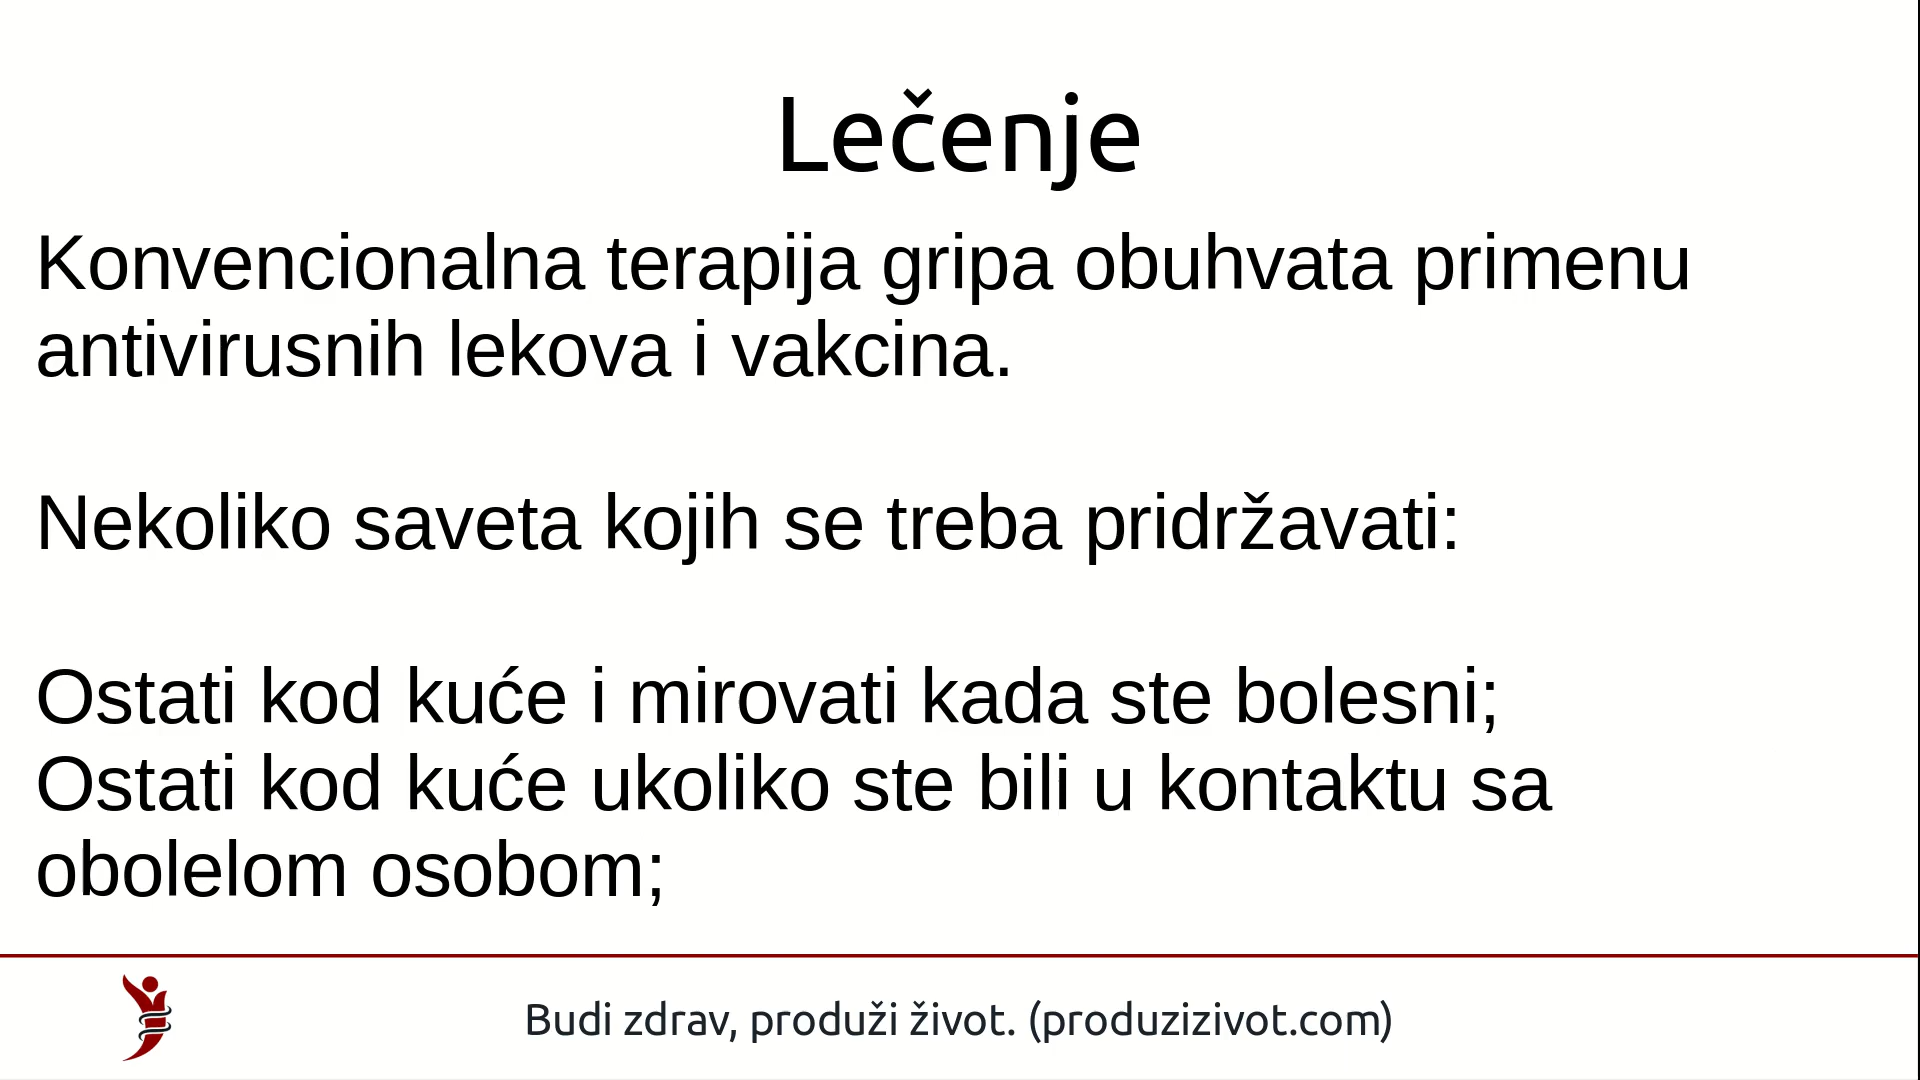 Lečenje
Konvencionalna terapija gripa obuhvata primenu
antivirusnih lekova i vakcina.
Nekoliko saveta kojih se treba pridržavati:
Ostati kod kuće i mirovati kada ste bolesni;
Ostati kod kuće ukoliko ste bili u kontaktu sa
obolelom osobom;
Budi zdrav, produži život. (produzizivot.com)